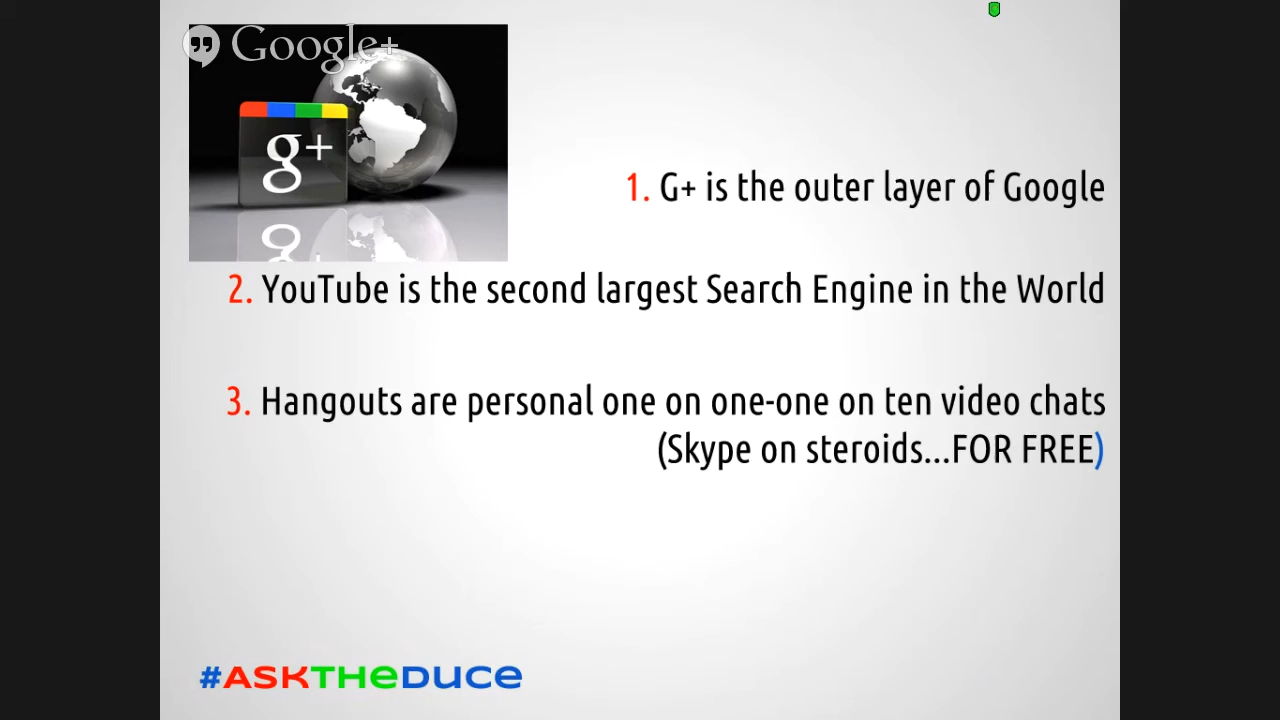 Google+
g+
1. G+ is the outer layer of Google
2. YouTube is the second largest Search Engine in the World
3. Hangouts are personal one on one-one on ten video chats
(Skype on steroids...FOR FREE)
#ASKTHeDUCe